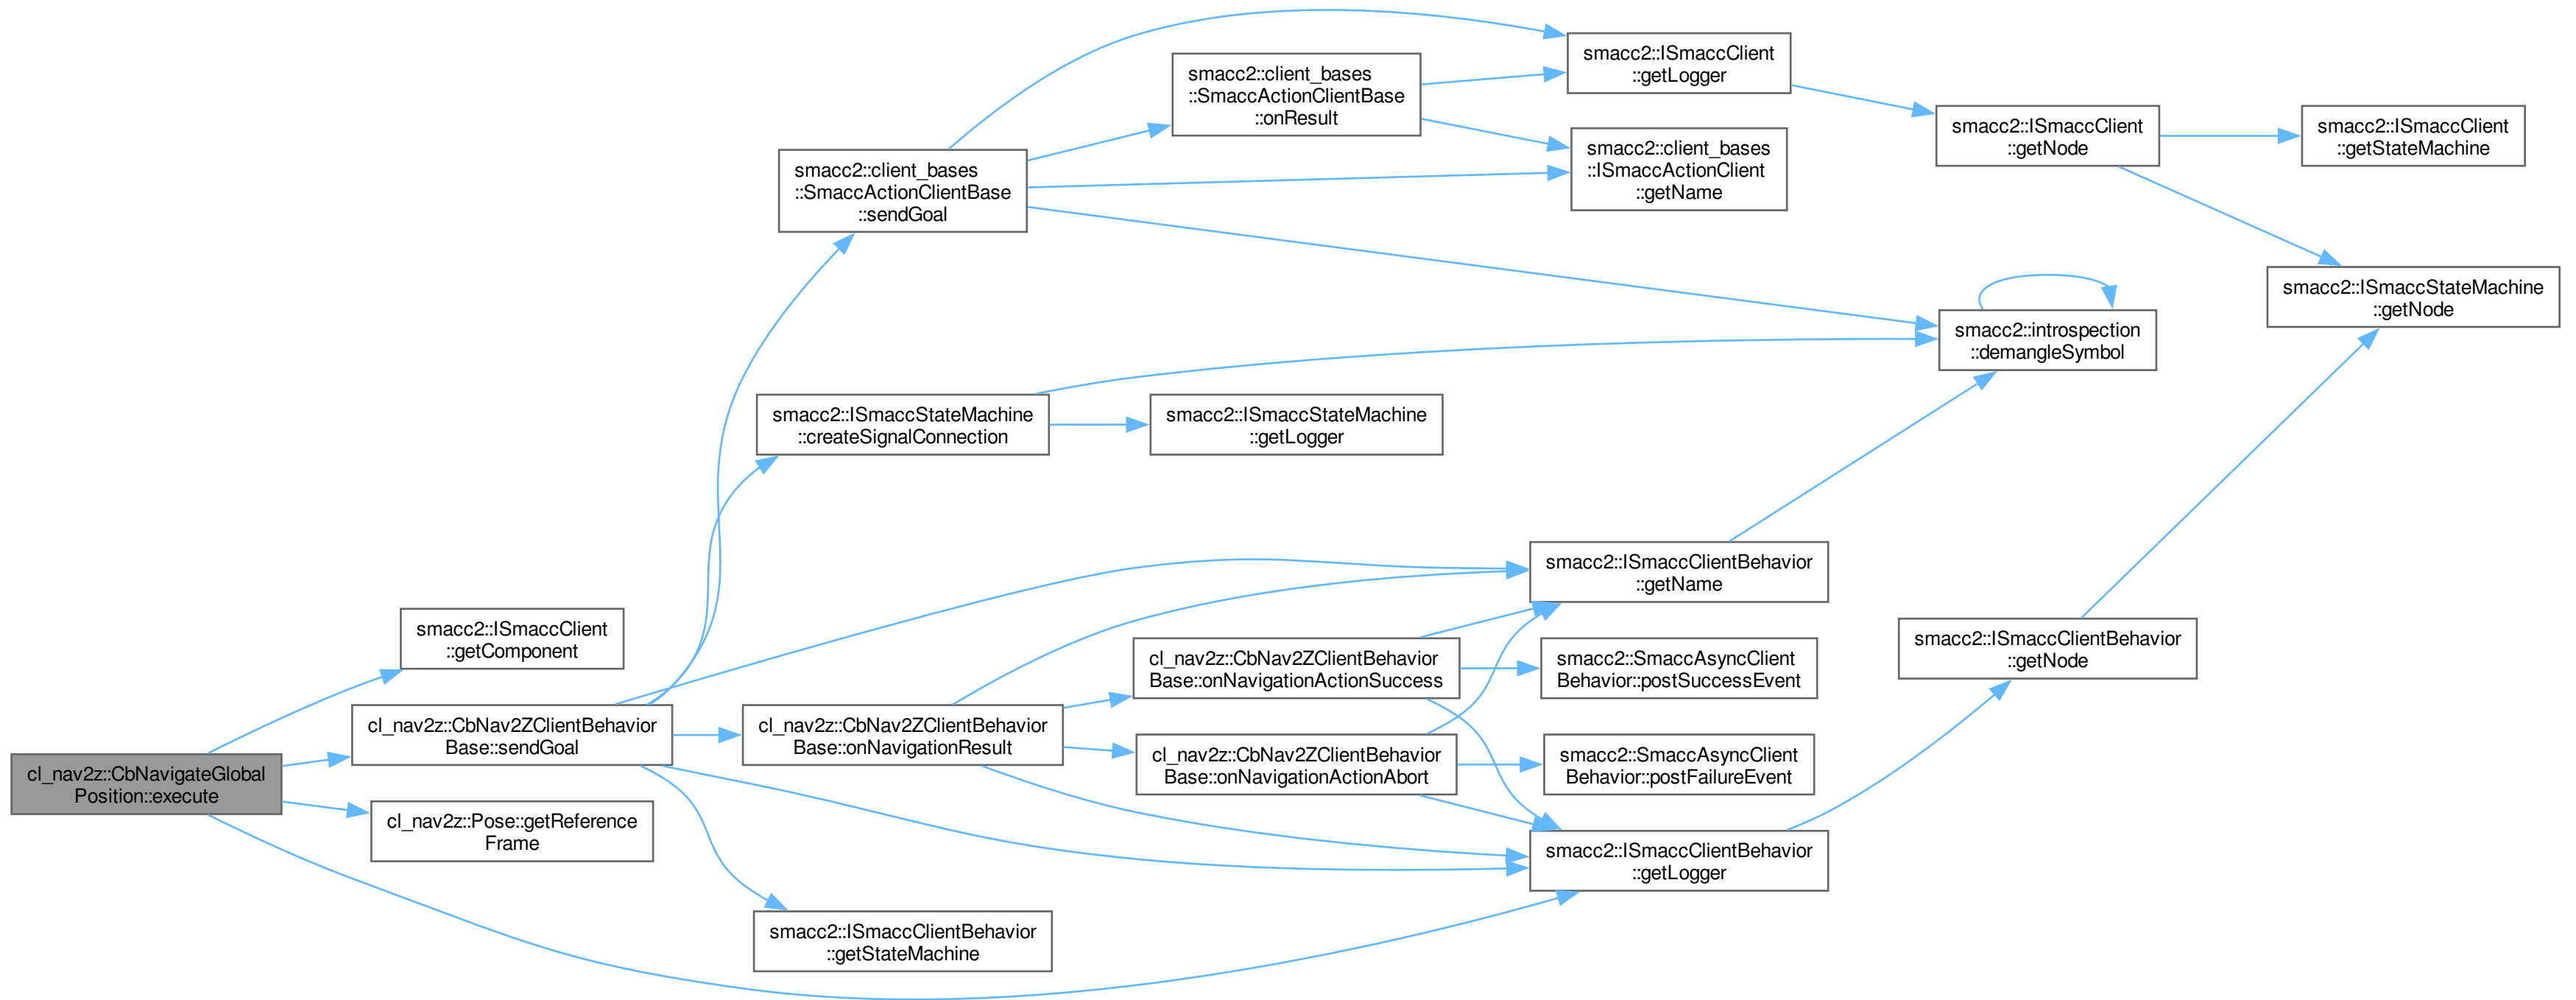 cl_nav2z::CbNavigateGlobal
Position::execute
smacc2::ISmaccClient
::getComponent
cl_nav2z::CbNav2ZClientBehavior
Base::sendGoal
cl_nav2z::Pose::getReference
Frame
smacc2::client_bases
::SmaccActionClientBase
::sendGoal
smacc2::ISmaccStateMachine
::createSignalConnection
cl_nav2z::CbNav2ZClientBehavior
Base::onNavigationResult
smacc2::ISmaccClientBehavior
::getStateMachine
smacc2::client_bases
::SmaccActionClientBase
::onResult
smacc2::ISmaccStateMachine
::getLogger
cl_nav2z::CbNav2ZClientBehavior
Base::onNavigationActionSuccess
cl_nav2z::CbNav2ZClientBehavior
Base::onNavigationActionAbort
smacc2::ISmaccClient
::getLogger
smacc2::client_bases
::ISmaccActionClient
::getName
smacc2::ISmaccClientBehavior
::getName
smacc2::SmaccAsyncClient
Behavior::postSuccessEvent
smacc2::SmaccAsyncClient
Behavior::postFailureEvent
smacc2::ISmaccClientBehavior
::getLogger
smacc2::ISmaccClient
::getNode
smacc2::introspection
::demangleSymbol
smacc2::ISmaccClientBehavior
::getNode
smacc2::ISmaccClient
::getStateMachine
smacc2::ISmaccStateMachine
::getNode